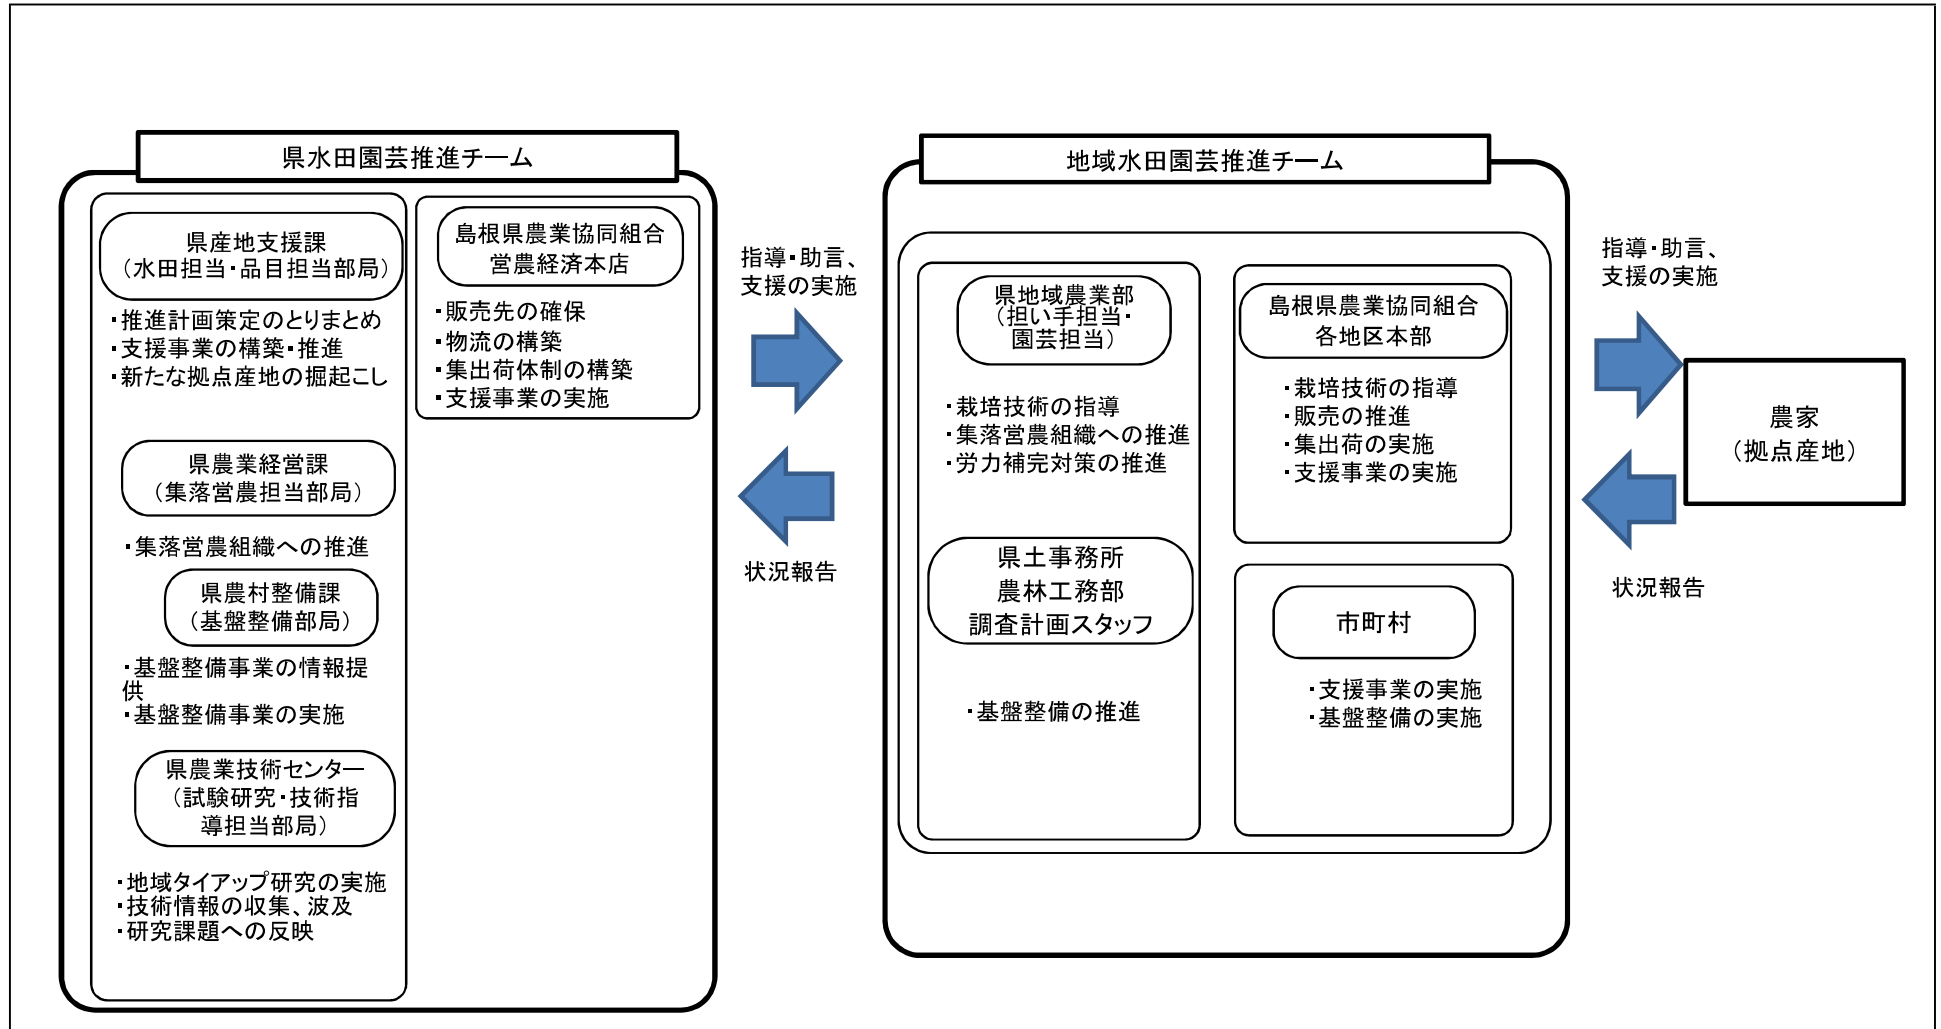 県水田園芸推進チーム
県産地支援課
（水田担当・品目担当部局）
・推進計画策定のとりまとめ
・支援事業の構築・推進
・新たな拠点産地の掘起こし
県農業経営課
（集落営農担当部局）
・集落営農組織への推進
県農村整備課
（基盤整備部局）
・基盤整備事業の情報提
供
・基盤整備事業の実施
県農業技術センター
（試験研究・技術指
導担当部局）
・地域タイアップ研究の実施
・技術情報の収集、波及
・研究課題への反映
島根県農業協同組合
営農経済本店
・販売先の確保
・物流の構築
・集出荷体制の構築
・支援事業の実施
指導・助言、
支援の実施
状況報告
地域水田園芸推進チーム
県地域農業部
（担い手担当・
園芸担当）
・栽培技術の指導
・集落営農組織への推進
・労力補完対策の推進
県土事務所
農林工務部
調査計画スタッフ
・基盤整備の推進
島根県農業協同組合
各地区本部
・栽培技術の指導
・販売の推進
・集出荷の実施
・支援事業の実施
市町村
・支援事業の実施
・基盤整備の実施
指導・助言、
支援の実施
状況報告
農家
（拠点産地）